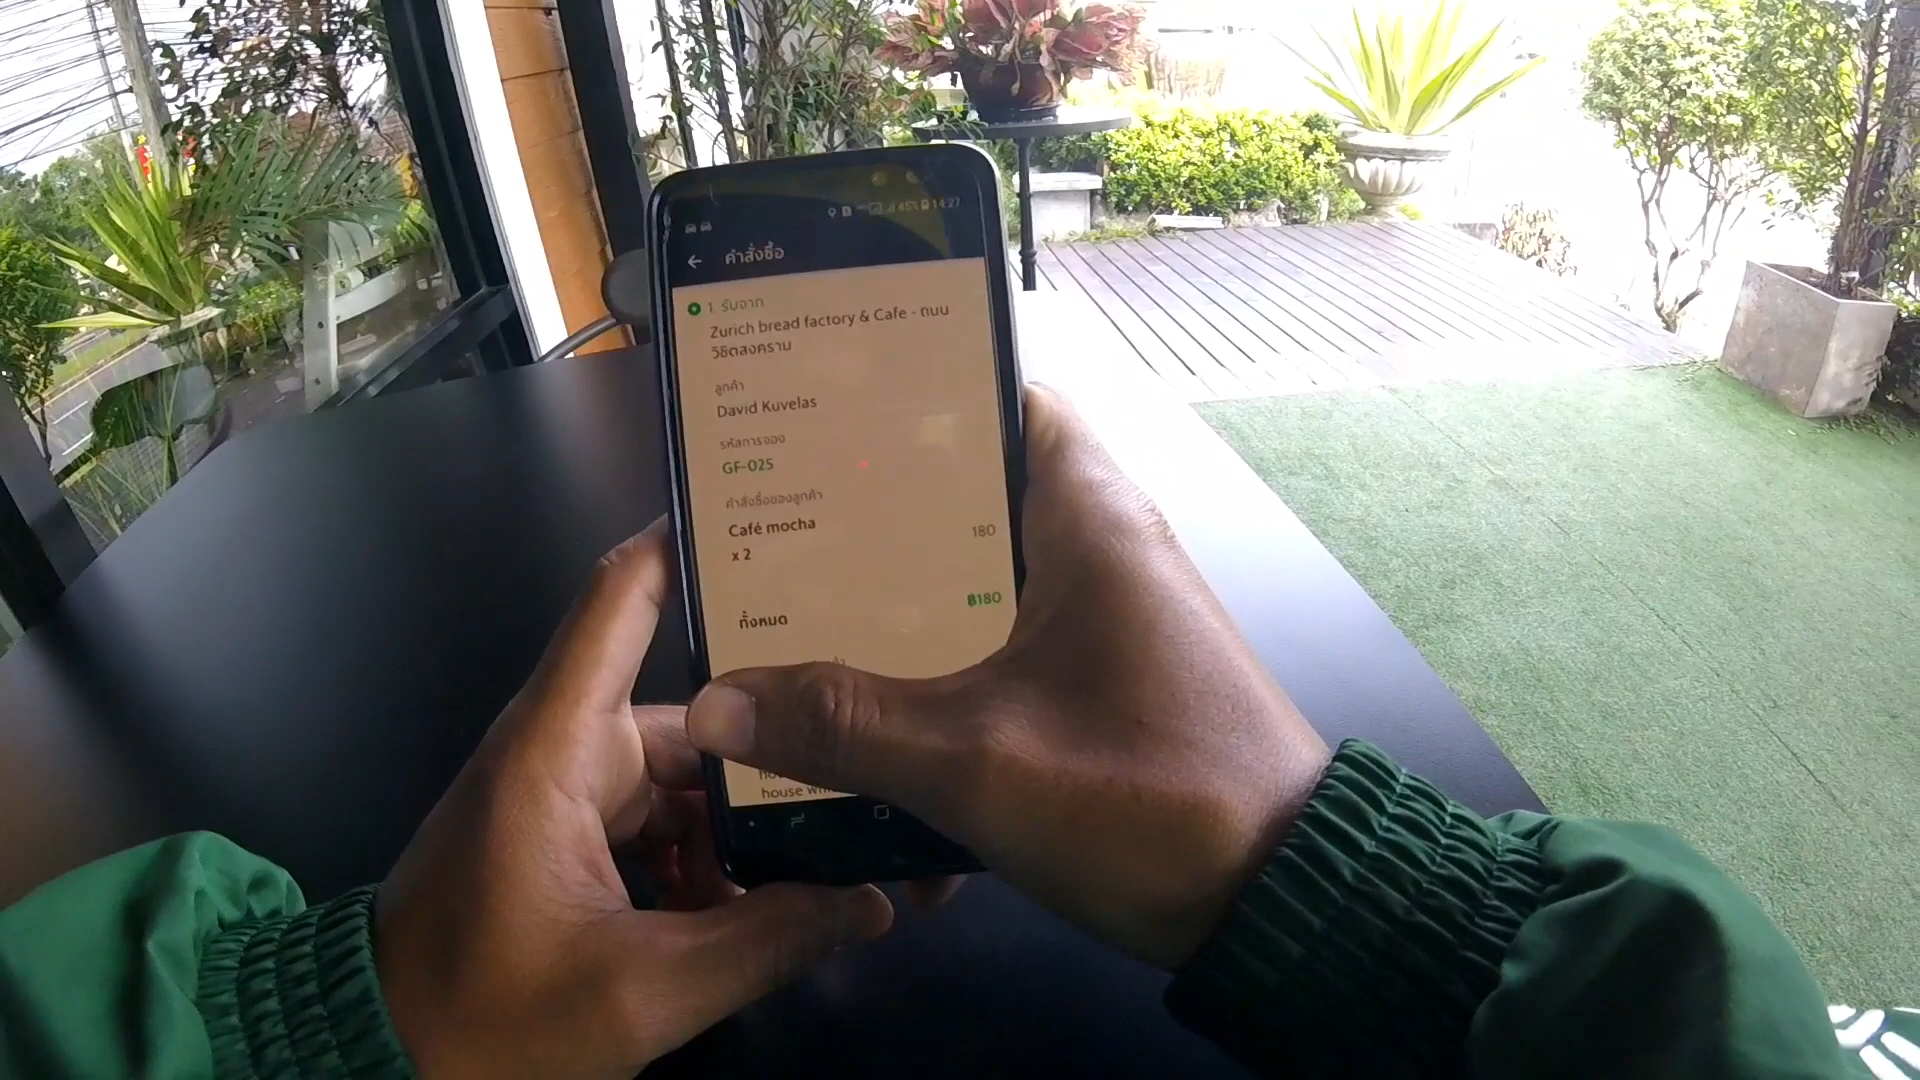 45% 14:27
คำสั่งซื้อ
1. รับจาก
Zurich bread factory & Cafe - ถนน
วิชิตสงคราม
ลูกค้า
David Kuvelas
รหัสการจอง
GF-025
คำสั่งซื้อของลูกค้า
Café mocha 180
x 2
ทั้งหมด ฿180
house